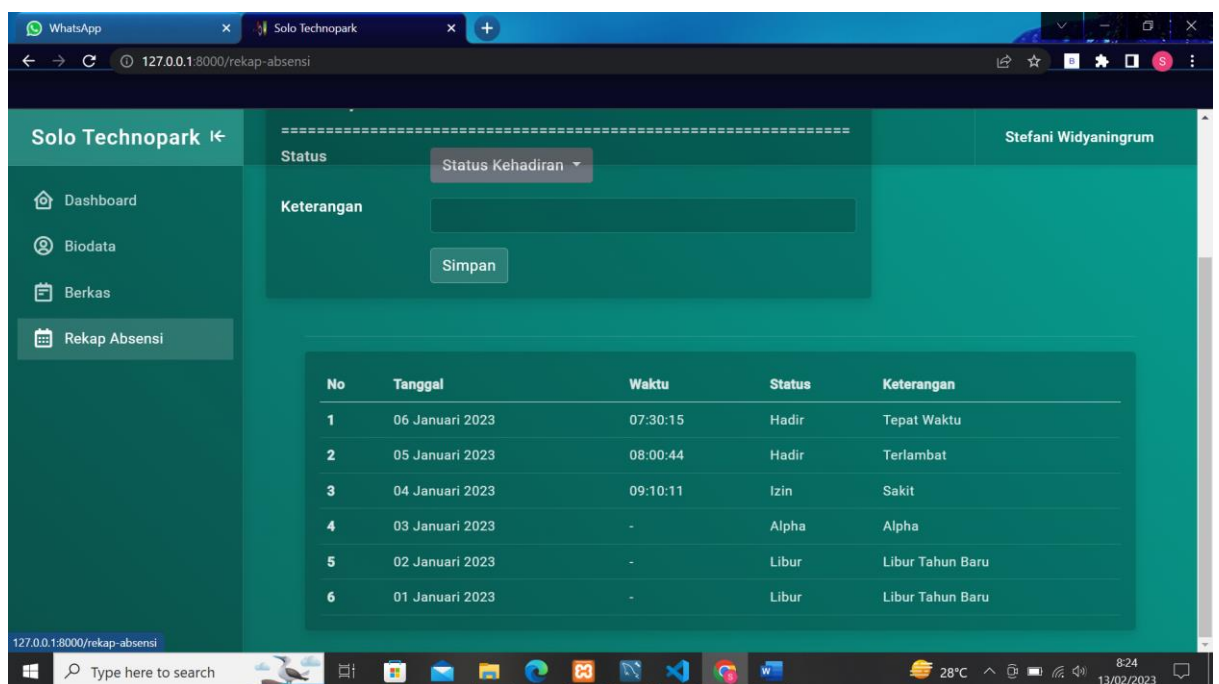 WhatsApp
Solo Technopark
127.0.0.1:8000/rekap-absensi
Solo Technopark
=================================================================
Stefani Widyaningrum
Status
Status Kehadiran
Dashboard
Keterangan
Biodata
Simpan
Berkas
Rekap Absensi
No Tanggal Waktu Status Keterangan
1 06 Januari 2023 07:30:15 Hadir Tepat Waktu
2 05 Januari 2023 08:00:44 Hadir Terlambat
3 04 Januari 2023 09:10:11 Izin Sakit
4 03 Januari 2023 - Alpha Alpha
5 02 Januari 2023 - Libur Libur Tahun Baru
6 01 Januari 2023 - Libur Libur Tahun Baru
127.0.0.1:8000/rekap-absensi
Type here to search
28°C
8:24
13/02/2023